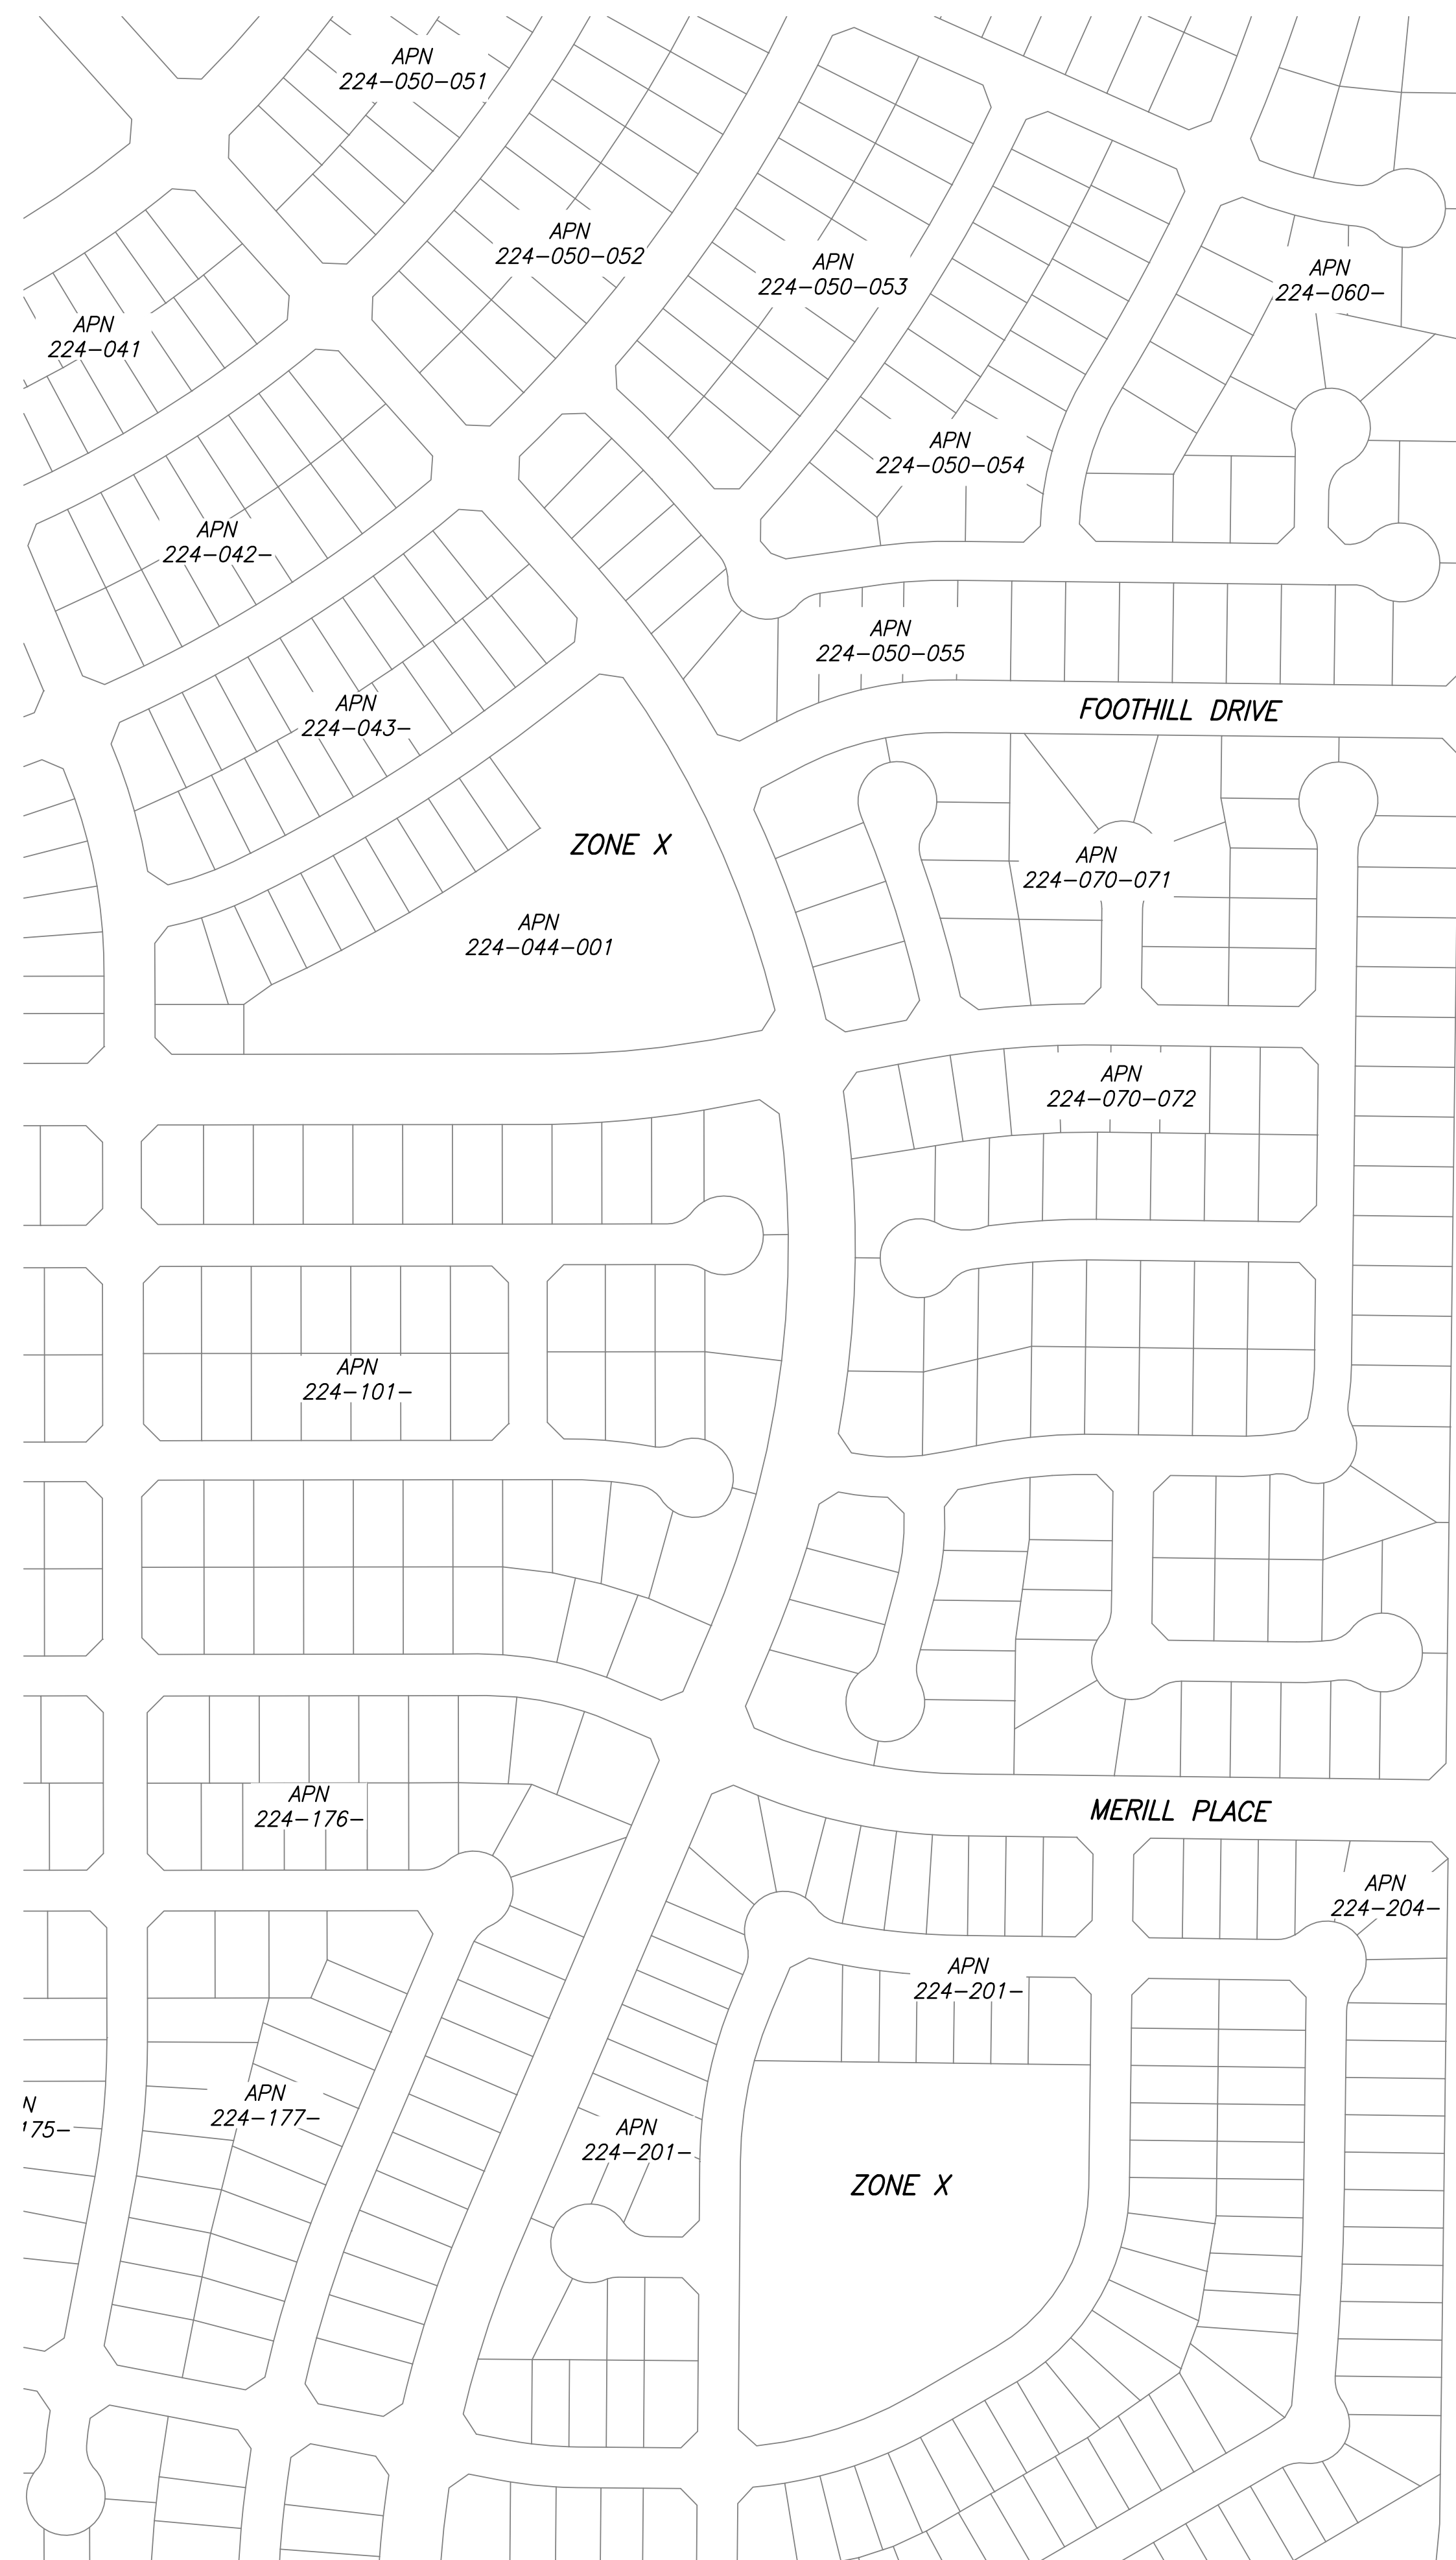 APN
224-050-051
APN
224-050-052
APN
224-050-053
APN
224-060-
APN
224-041
APN
224-050-054
APN
224-042-
APN
224-050-055
APN
224-043-
FOOTHILL DRIVE
ZONE X
APN
224-070-071
APN
224-044-001
APN
224-070-072
APN
224-101-
APN
224-176-
MERILL PLACE
APN
224-204-
APN
224-201-
APN
224-177-
N
175-
APN
224-201-
ZONE X